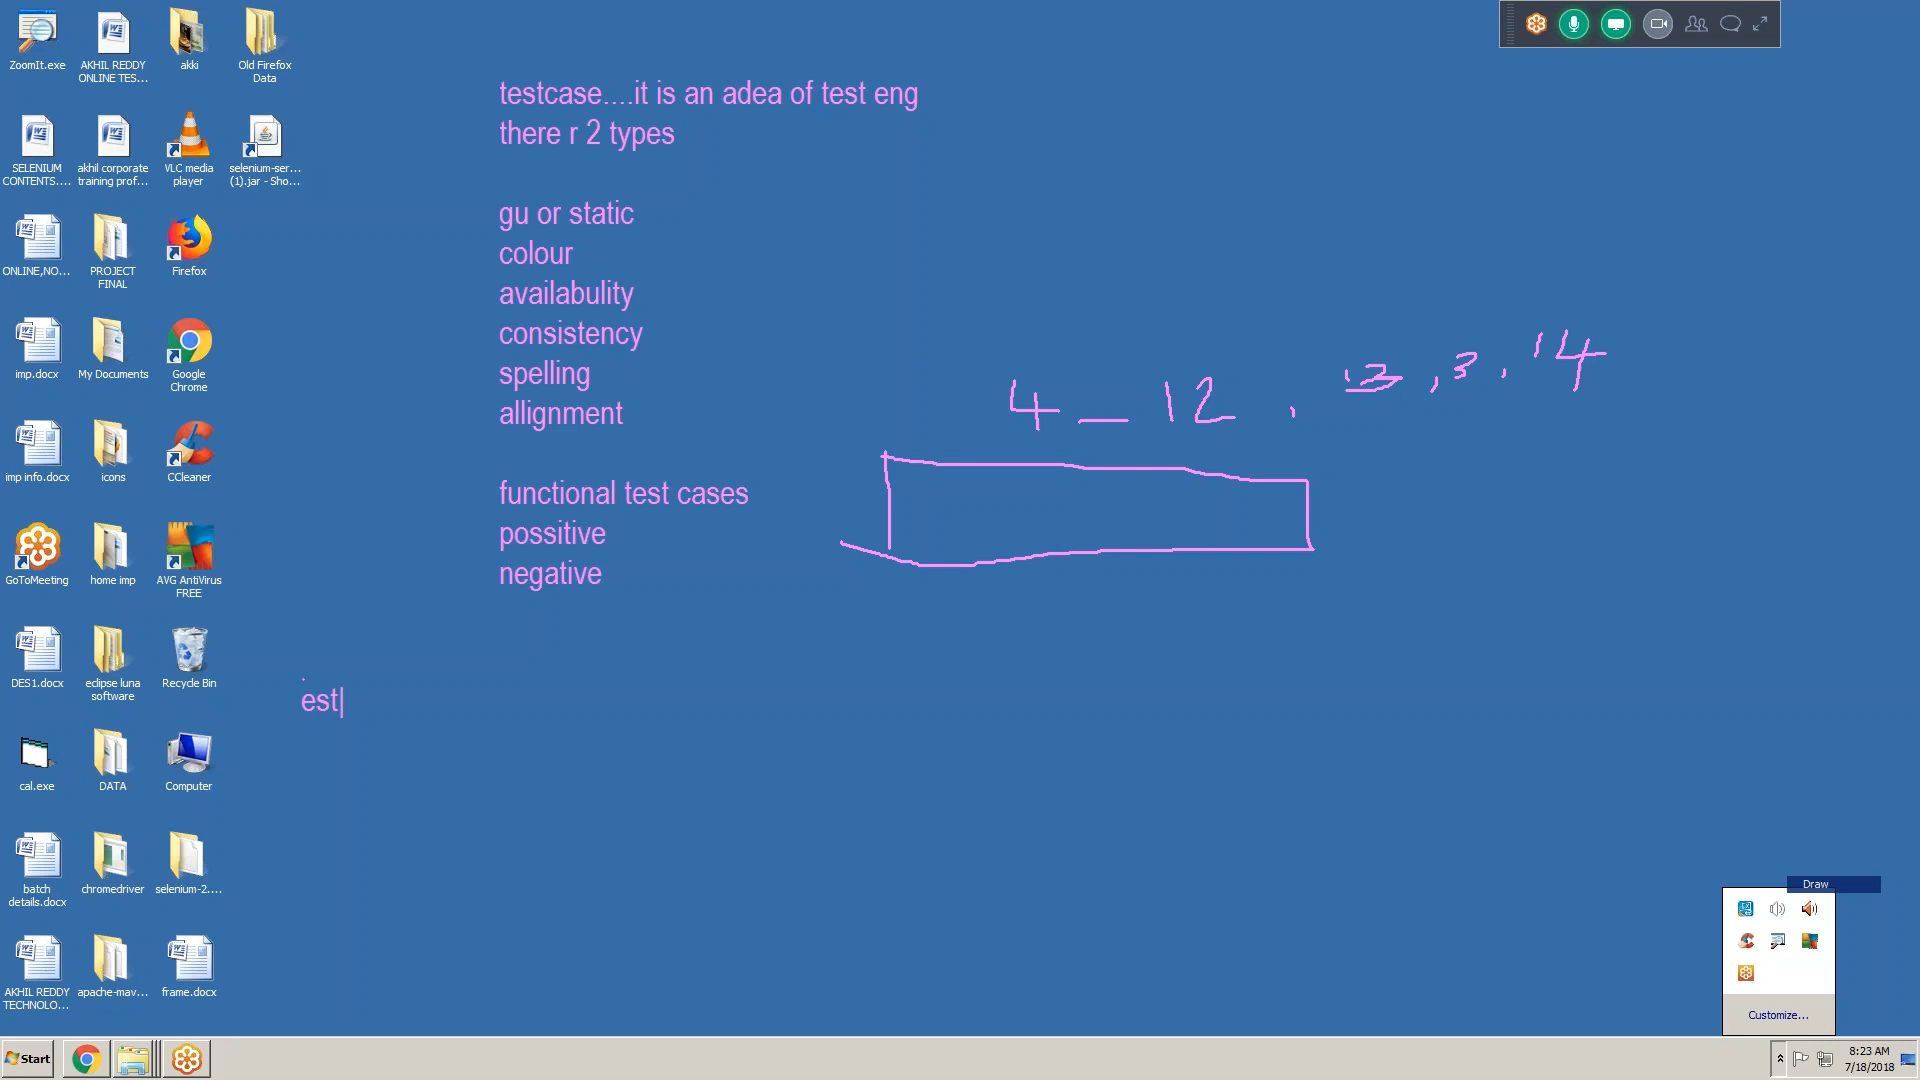 ZoomIt.exe
AKHIL REDDY
ONLINE TES...
akki
Old Firefox
Data
SELENIUM
CONTENTS....
akhil corporate
training prof...
VLC media
player
selenium-ser...
(1).jar - Sho...
ONLINE,NO...
PROJECT
FINAL
Firefox
imp.docx
My Documents
Google
Chrome
imp info.docx
icons
CCleaner
GoToMeeting
home imp
AVG AntiVirus
FREE
DES1.docx
eclipse luna
software
Recycle Bin
cal.exe
DATA
Computer
batch
details.docx
chromedriver
selenium-2....
AKHIL REDDY
TECHNOLO...
apache-mav...
frame.docx
testcase....it is an adea of test eng
there r 2 types
gu or static
colour
availabulity
consistency
spelling
allignment
functional test cases
possitive
negative
4 _ 12 . 13 , 3 , 14
est
Draw
Customize...
Start
8:23 AM
7/18/2018